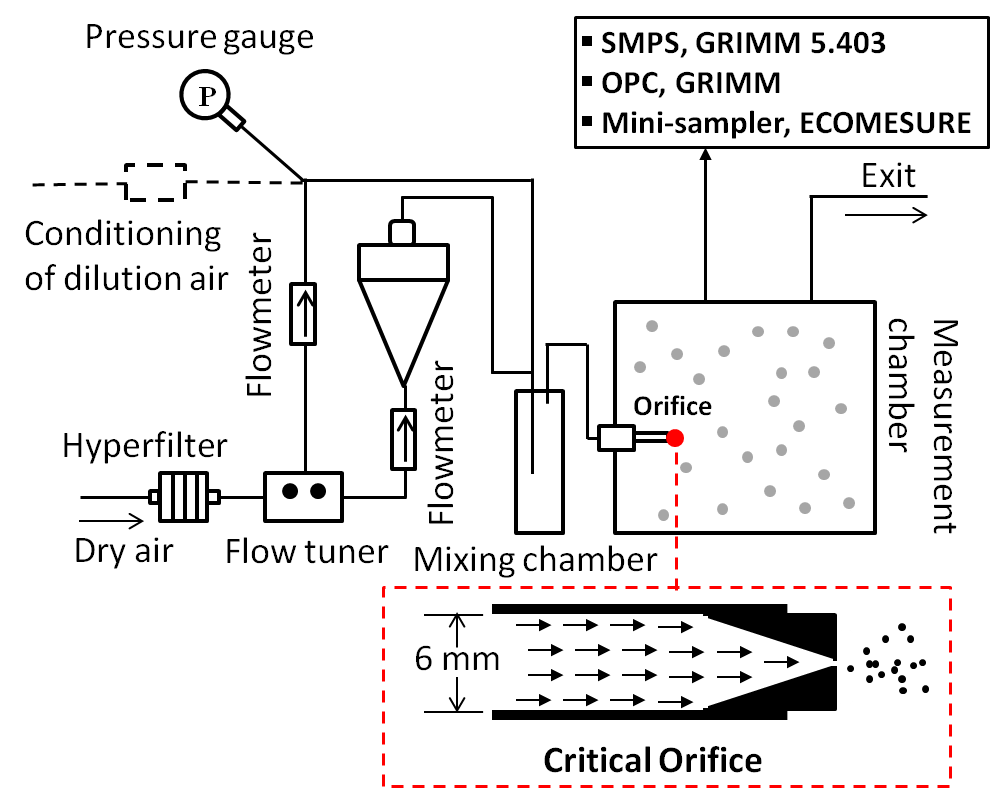 Pressure gauge
P
▪ SMPS, GRIMM 5.403
▪ OPC, GRIMM
▪ Mini-sampler, ECOMESURE
Exit
Conditioning
of dilution air
Flowmeter
Flowmeter
Measurement
chamber
Orifice
Hyperfilter
Dry air
Flow tuner
Mixing chamber
6 mm
Critical Orifice